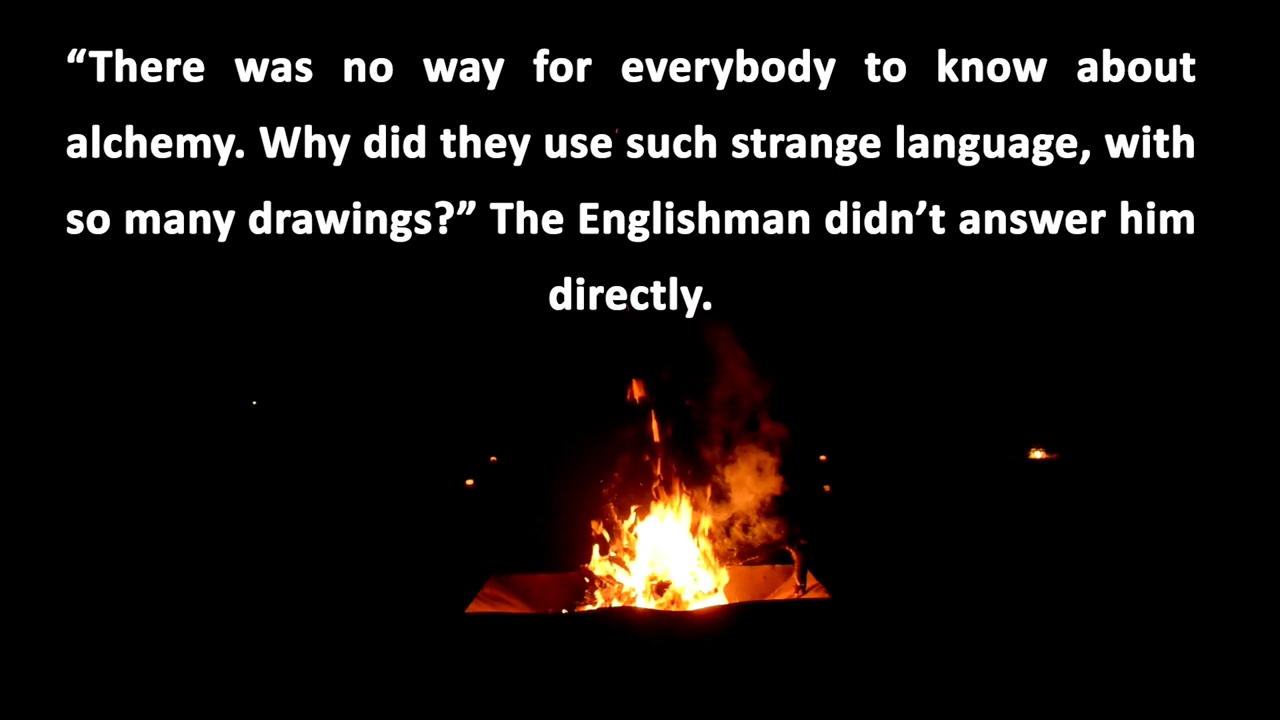 “There was no way for everybody to know about
alchemy. Why did they use such strange language, with
so many drawings?” The Englishman didn’t answer him
directly.